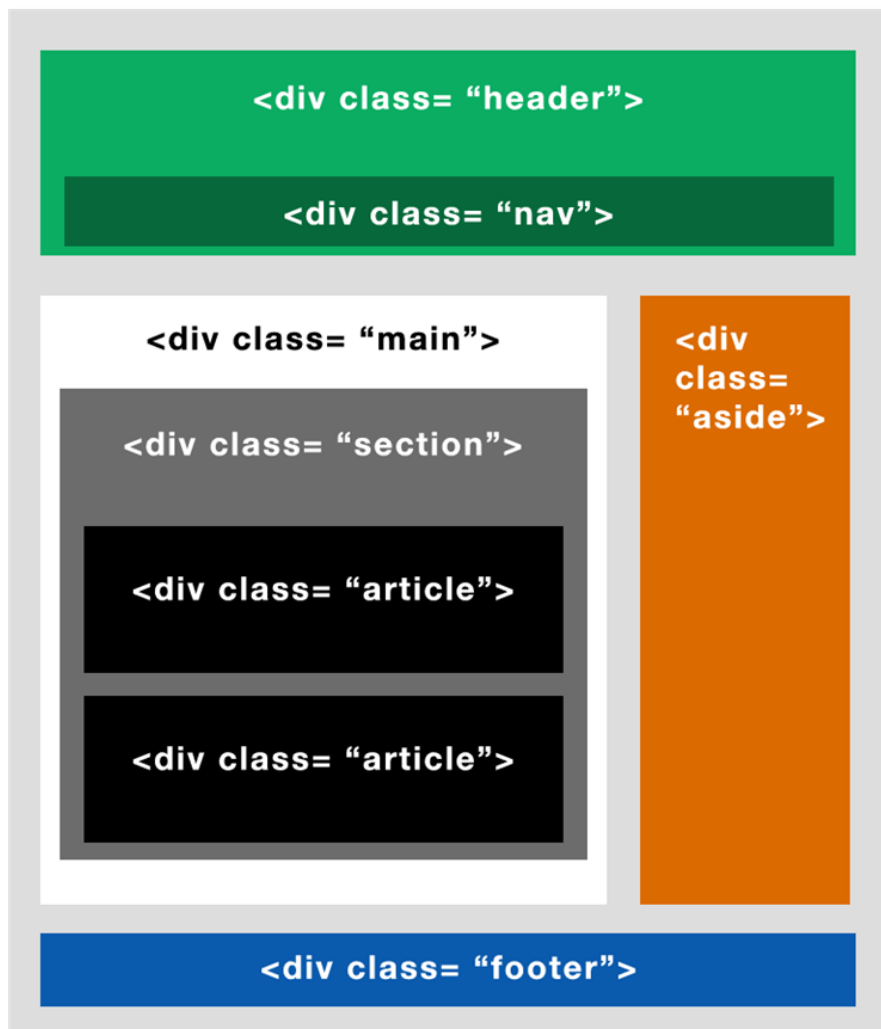 <div class= “header”>
<div class= “nav”>
<div class= “main”>
<div class= “section”>
<div class= “article”>
<div class= “article”>
<div
class=
“aside”>
<div class= “footer”>